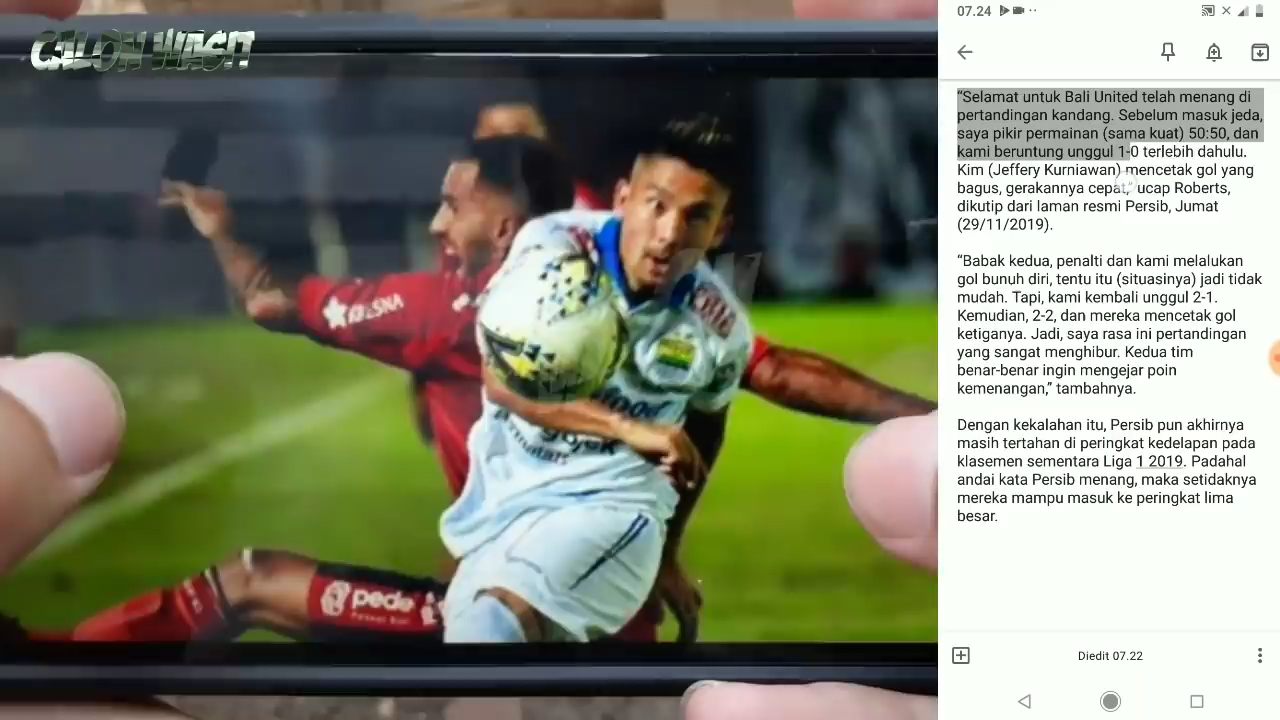 CALON WASIT
pede
07.24
“Selamat untuk Bali United telah menang di
pertandingan kandang. Sebelum masuk jeda,
saya pikir permainan (sama kuat) 50:50, dan
kami beruntung unggul 1-0 terlebih dahulu.
Kim (Jeffery Kurniawan) mencetak gol yang
bagus, gerakannya cepat, ucap Roberts,
dikutip dari laman resmi Persib, Jumat
(29/11/2019).
“Babak kedua, penalti dan kami melalukan
gol bunuh diri, tentu itu (situasinya) jadi tidak
mudah. Tapi, kami kembali unggul 2-1.
Kemudian, 2-2, dan mereka mencetak gol
ketiganya. Jadi, saya rasa ini pertandingan
yang sangat menghibur. Kedua tim
benar-benar ingin mengejar poin
kemenangan,” tambahnya.
Dengan kekalahan itu, Persib pun akhirnya
masih tertahan di peringkat kedelapan pada
klasemen sementara Liga 1 2019. Padahal
andai kata Persib menang, maka setidaknya
mereka mampu masuk ke peringkat lima
besar.
Diedit 07.22